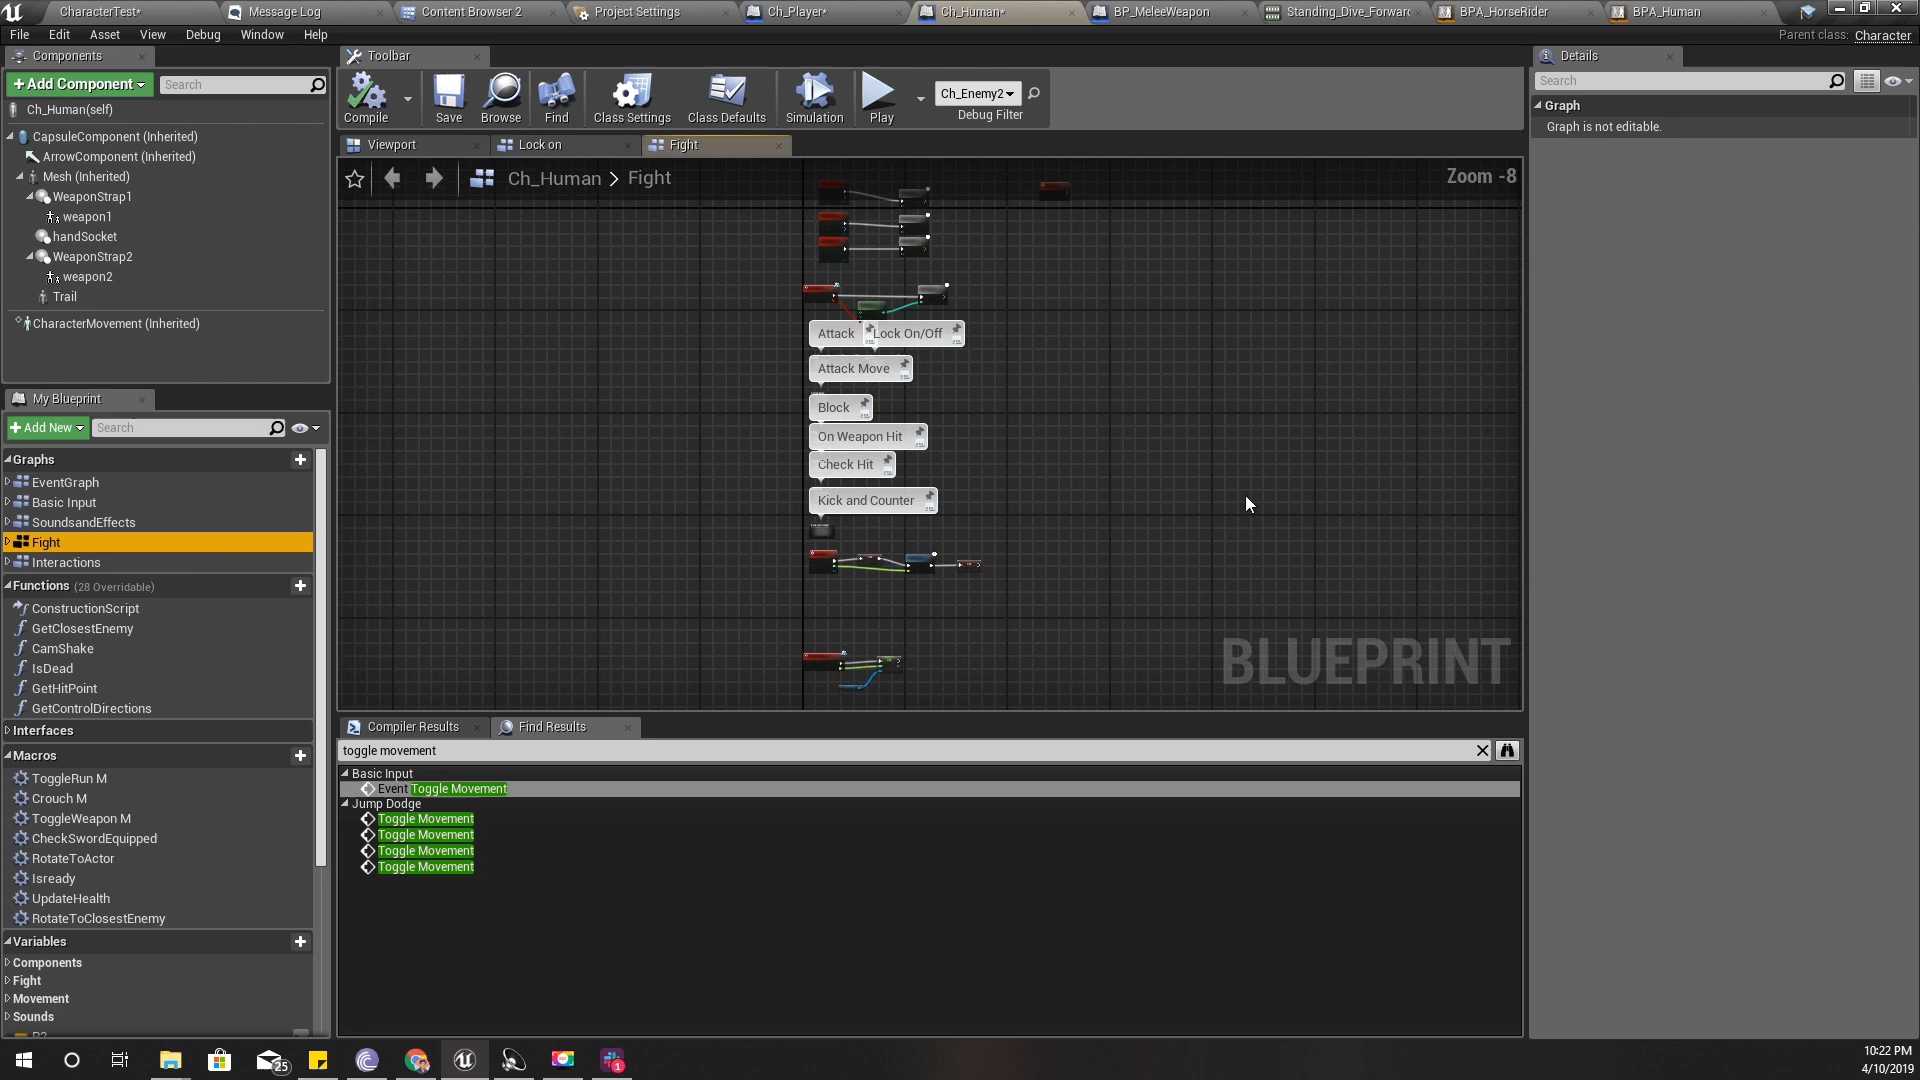 CharacterTest*
Message Log
Content Browser 2
Project Settings
Ch_Player*
Ch_Human*
BP_MeleeWeapon
Standing_Dive_Forward
BPA_HorseRider
BPA_Human
File Edit Asset View Debug Window Help
Parent class: Character
Components
+ Add Component
Search
Ch_Human(self)
CapsuleComponent (Inherited)
ArrowComponent (Inherited)
Mesh (Inherited)
WeaponStrap1
weapon1
handSocket
WeaponStrap2
weapon2
Trail
CharacterMovement (Inherited)
My Blueprint
+ Add New
Search
Graphs
EventGraph
Basic Input
SoundsandEffects
Fight
Interactions
Functions (28 Overridable)
ConstructionScript
GetClosestEnemy
CamShake
IsDead
GetHitPoint
GetControlDirections
Interfaces
Macros
ToggleRun M
Crouch M
ToggleWeapon M
CheckSwordEquipped
RotateToActor
Isready
UpdateHealth
RotateToClosestEnemy
Variables
Components
Fight
Movement
Sounds
Toolbar
Compile
Save
Browse
Find
Class Settings
Class Defaults
Simulation
Play
Ch_Enemy2
Debug Filter
Viewport
Lock on
Fight
Ch_Human > Fight
Zoom -8
Attack
Lock On/Off
Attack Move
Block
On Weapon Hit
Check Hit
Kick and Counter
BLUEPRINT
Compiler Results
Find Results
toggle movement
Basic Input
Event Toggle Movement
Jump Dodge
Toggle Movement
Toggle Movement
Toggle Movement
Toggle Movement
Details
Search
Graph
Graph is not editable.
25
1
10:22 PM
4/10/2019